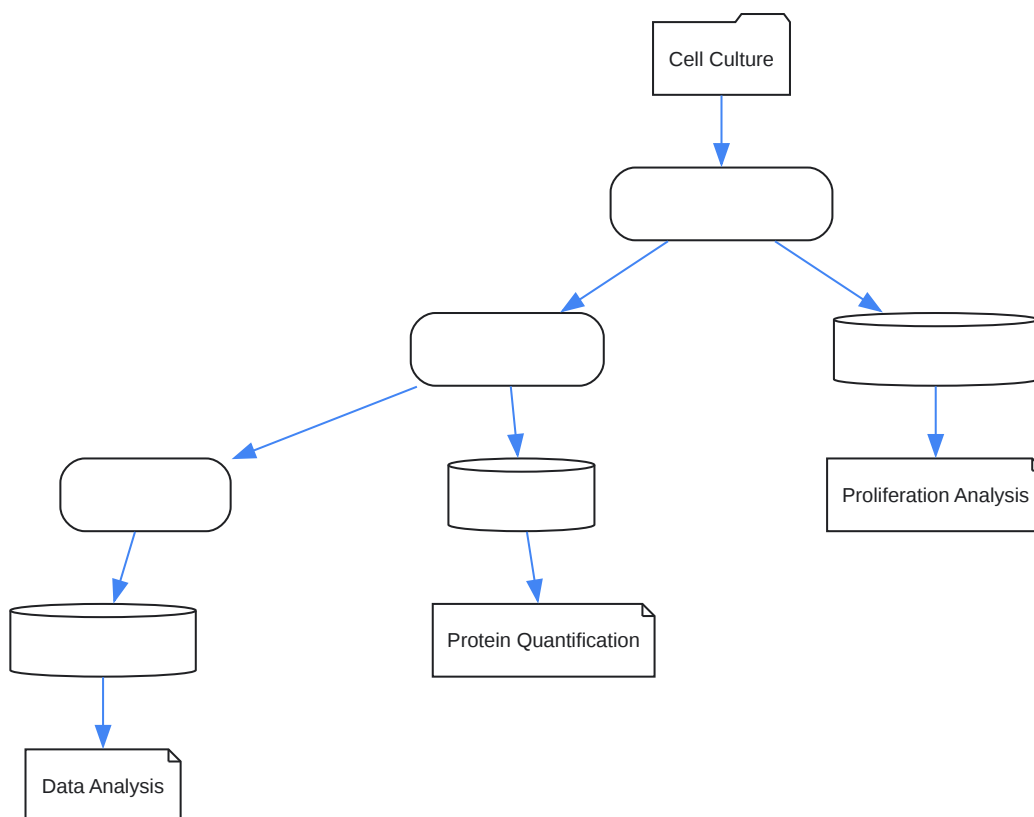 Cell Culture
Proliferation Analysis
Protein Quantification
Data Analysis